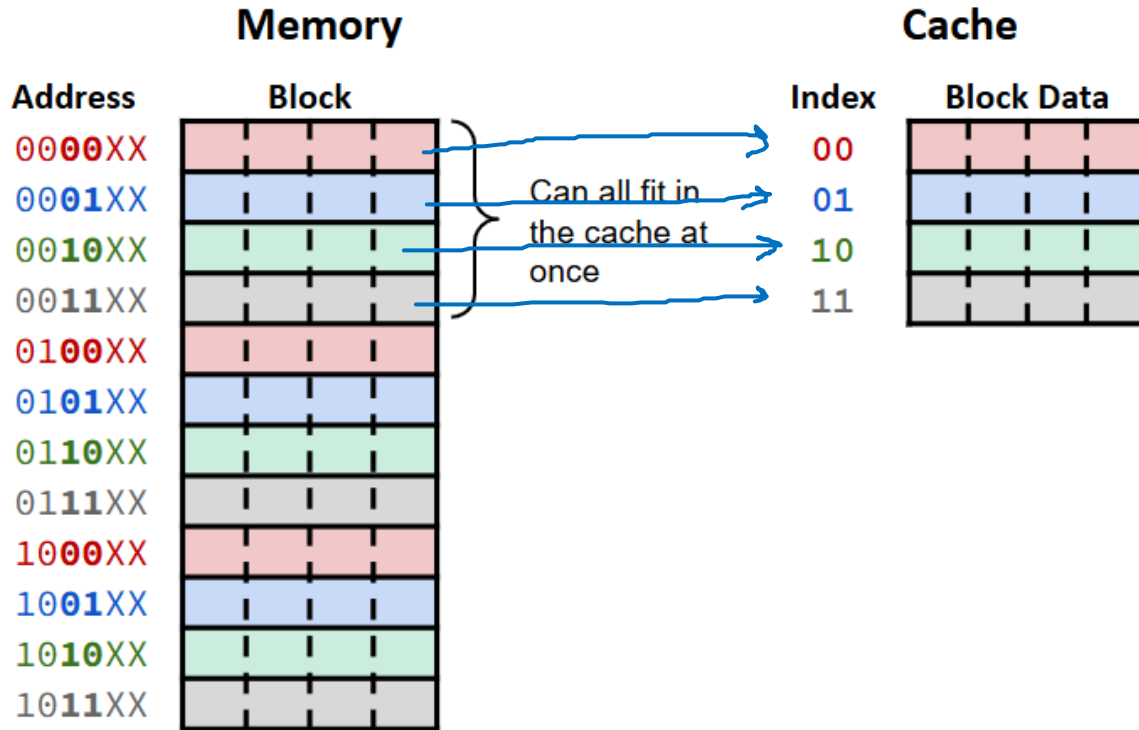 Memory
Cache
Address Block Index Block Data
0000XX 00
0001XX Can all fit in 01
0010XX the cache at 10
once
0011XX 11
0100XX
0101XX
0110XX
0111XX
1000XX
1001XX
1010XX
1011XX